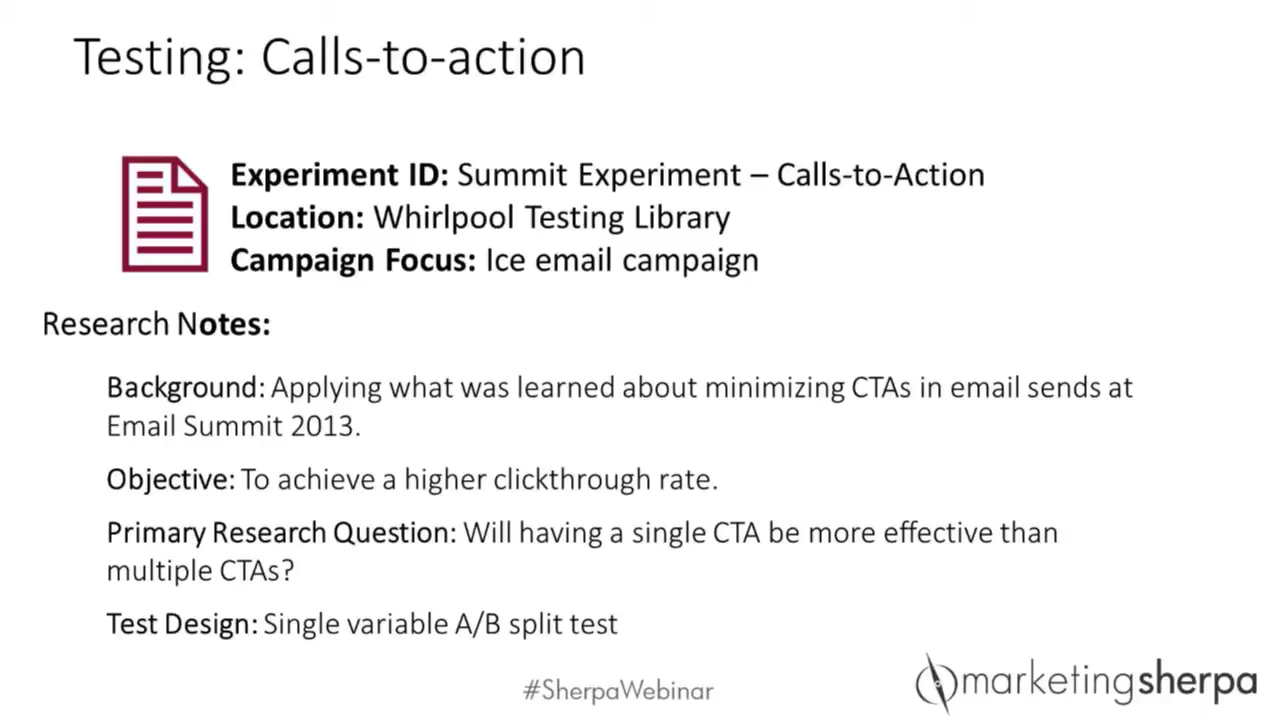 Testing: Calls-to-action
Experiment ID: Summit Experiment – Calls-to-Action
Location: Whirlpool Testing Library
Campaign Focus: Ice email campaign
Research Notes:
Background: Applying what was learned about minimizing CTAs in email sends at
Email Summit 2013.
Objective: To achieve a higher clickthrough rate.
Primary Research Question: Will having a single CTA be more effective than
multiple CTAs?
Test Design: Single variable A/B split test
#SherpaWebinar
marketingsherpa